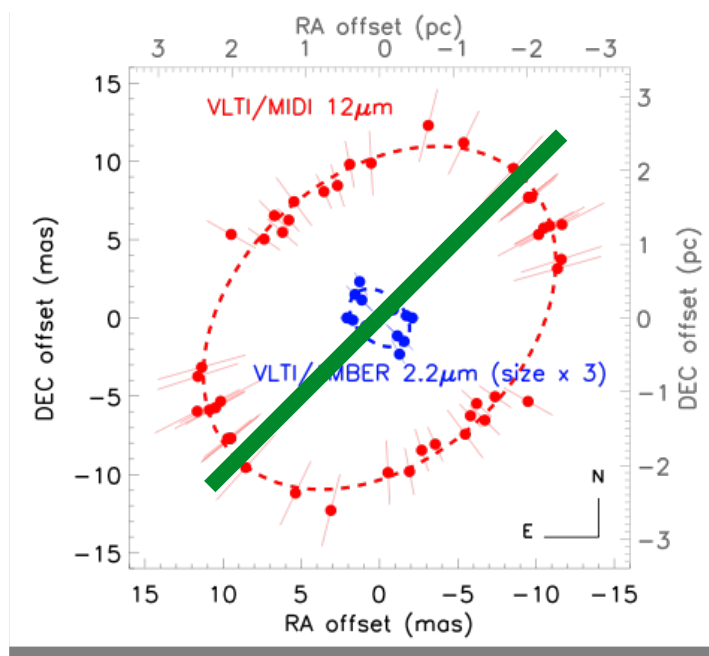 RA offset (pc)
3 2 1 0 −1 −2 −3
15
10
5
0
−5
−10
−15
DEC offset (mas)
VLTI/MIDI 12μm
VLTI/ MBER 2.2μm (size x 3)
3
2
1
0
−1
−2
−3
DEC offset (pc)
N
E
15 10 5 0 −5 −10 −15
RA offset (mas)